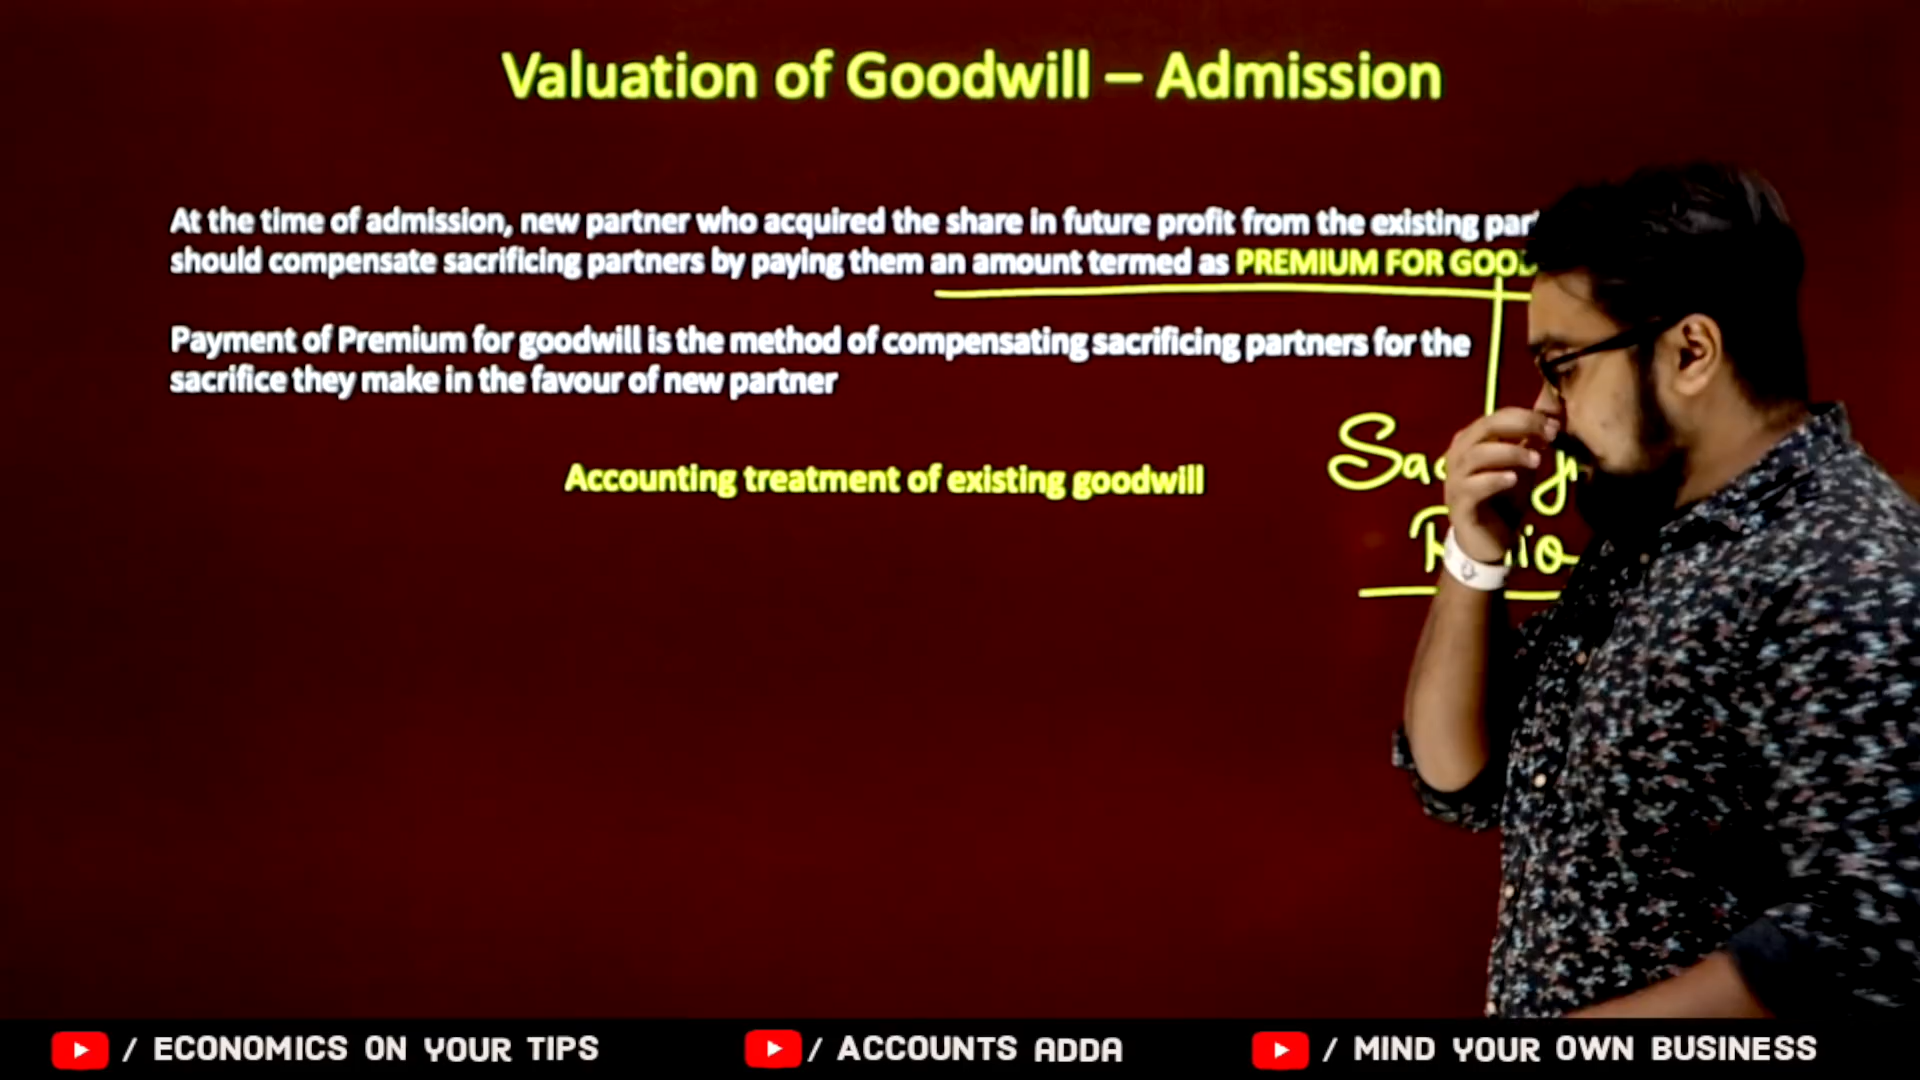 Valuation of Goodwill – Admission
At the time of admission, new partner who acquired the share in future profit from the existing
should compensate sacrificing partners by paying them an amount termed as PREMIUM FOR
Payment of Premium for goodwill is the method of compensating sacrificing partners for the
sacrifice they make in the favour of new partner
Accounting treatment of existing goodwill
/ ECONOMICS ON YOUR TIPS
/ ACCOUNTS ADDA
/ MIND YOUR OWN BUSINESS